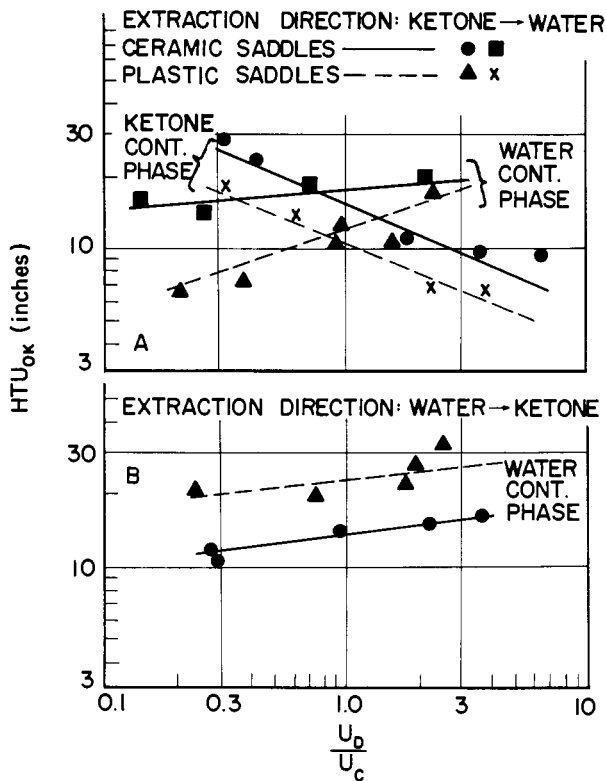 EXTRACTION DIRECTION: KETONE → WATER
CERAMIC SADDLES
PLASTIC SADDLES
x
30
KETONE
CONT.
PHASE
WATER
CONT.
PHASE
10
A
3
HTU_OK (inches)
EXTRACTION DIRECTION: WATER → KETONE
30
B
WATER
CONT.
PHASE
10
3
0.1 0.3 1.0 3 10
U_D
U_C